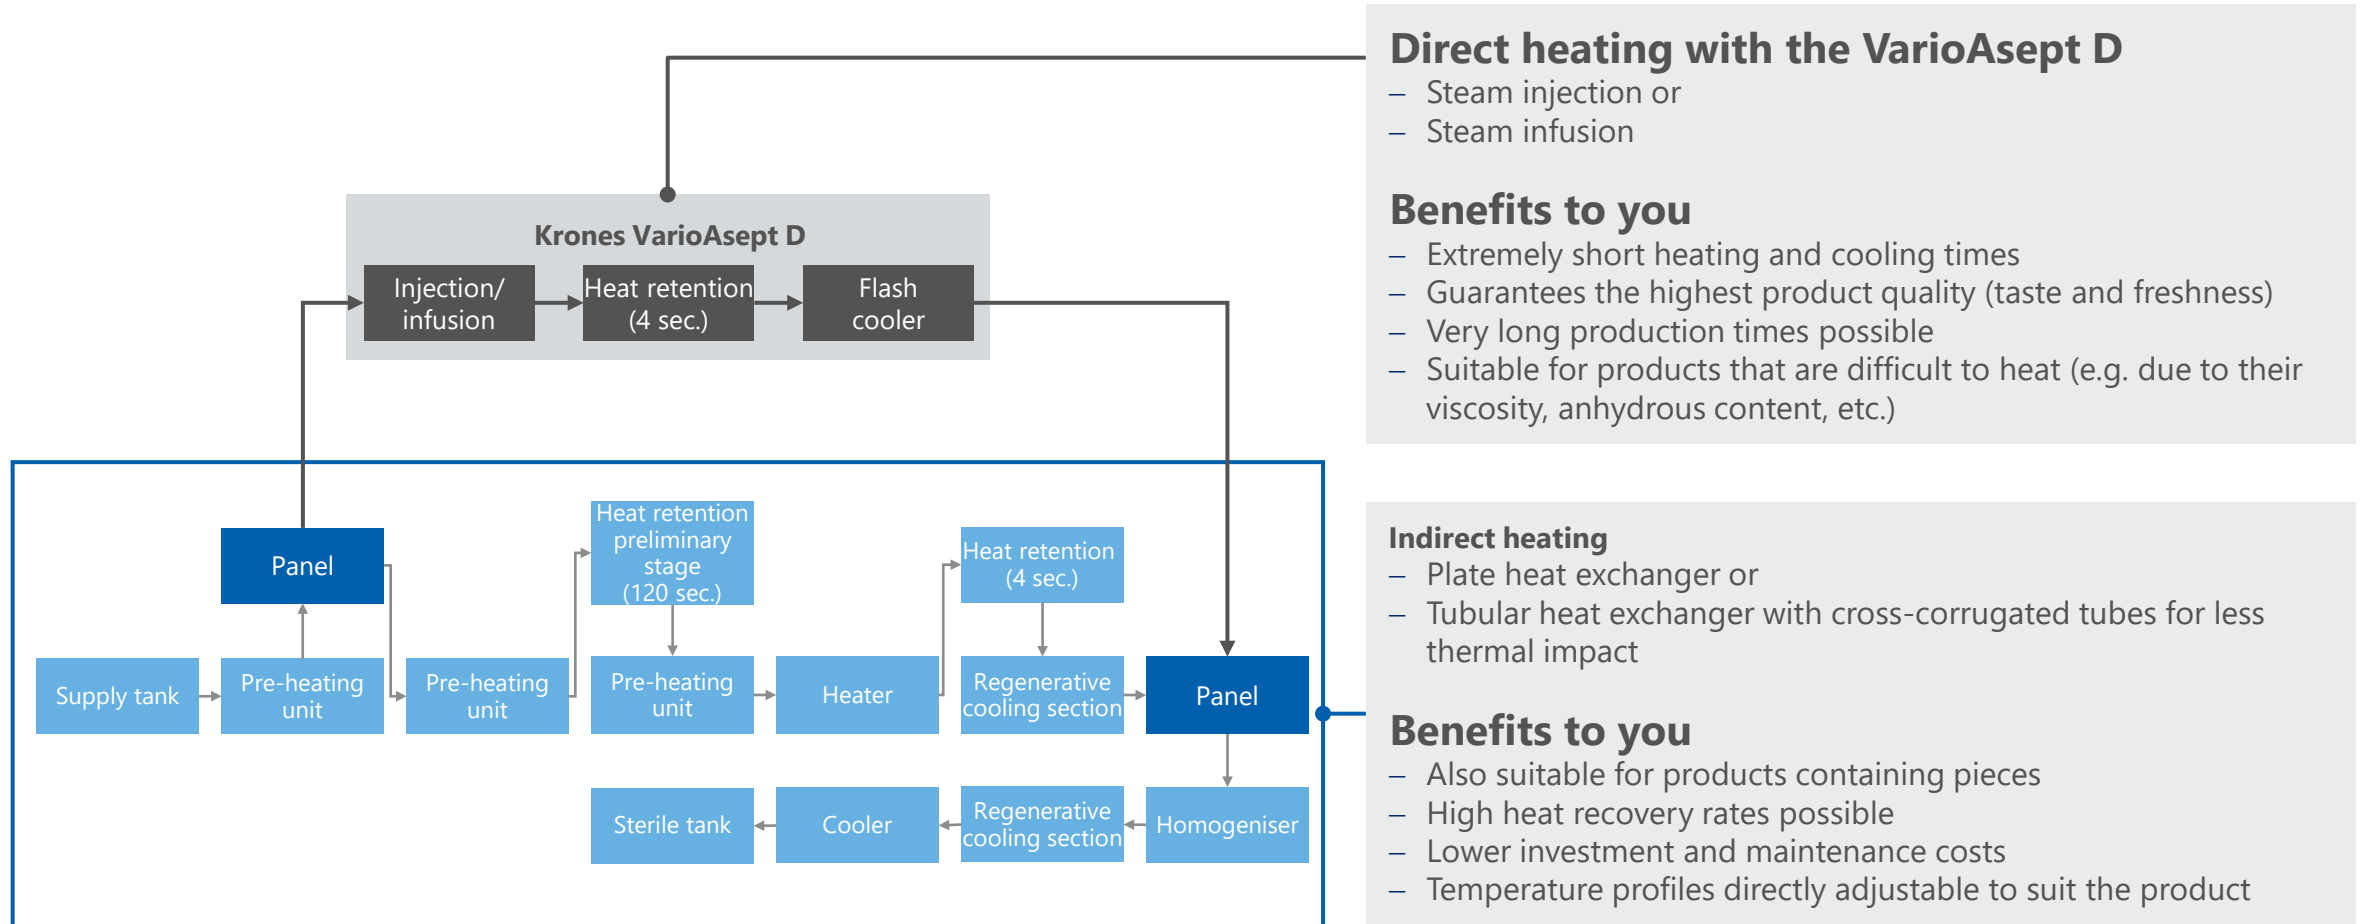 Direct heating with the VarioAsept D
– Steam injection or
– Steam infusion
Benefits to you
– Extremely short heating and cooling times
– Guarantees the highest product quality (taste and freshness)
– Very long production times possible
– Suitable for products that are difficult to heat (e.g. due to their
viscosity, anhydrous content, etc.)
Krones VarioAsept D
Injection/
infusion
Heat retention
(4 sec.)
Flash
cooler
Panel
Heat retention
preliminary
stage
(120 sec.)
Heat retention
(4 sec.)
Supply tank
Pre-heating
unit
Pre-heating
unit
Pre-heating
unit
Heater
Regenerative
cooling section
Panel
Sterile tank
Cooler
Regenerative
cooling section
Homogeniser
Indirect heating
– Plate heat exchanger or
– Tubular heat exchanger with cross-corrugated tubes for less
thermal impact
Benefits to you
– Also suitable for products containing pieces
– High heat recovery rates possible
– Lower investment and maintenance costs
– Temperature profiles directly adjustable to suit the product